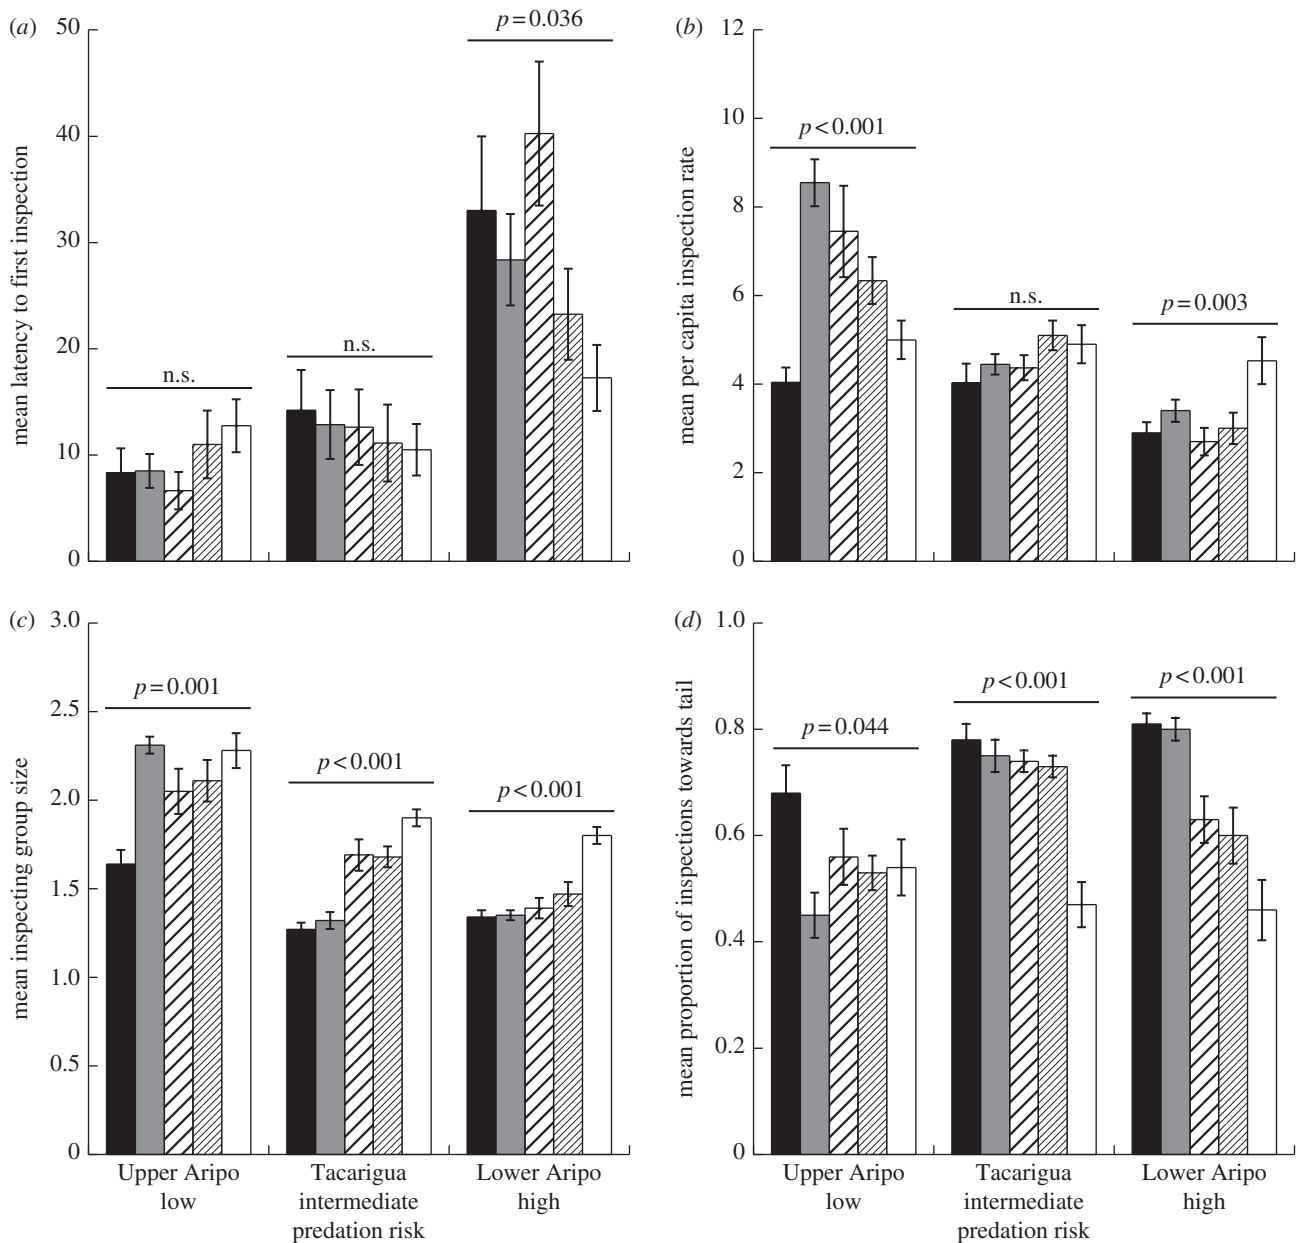 (a)
50
40
30
20
10
0
mean latency to first inspection
n.s.
n.s.
p = 0.036
(b)
12
10
8
6
4
2
0
mean per capita inspection rate
p < 0.001
n.s.
p = 0.003
(c)
3.0
2.5
2.0
1.5
1.0
0.5
0
mean inspecting group size
p = 0.001
p < 0.001
p < 0.001
Upper Aripo
low
Tacarigua
intermediate
predation risk
Lower Aripo
high
(d)
1.0
0.8
0.6
0.4
0.2
0
mean proportion of inspections towards tail
p = 0.044
p < 0.001
p < 0.001
Upper Aripo
low
Tacarigua
intermediate
predation risk
Lower Aripo
high